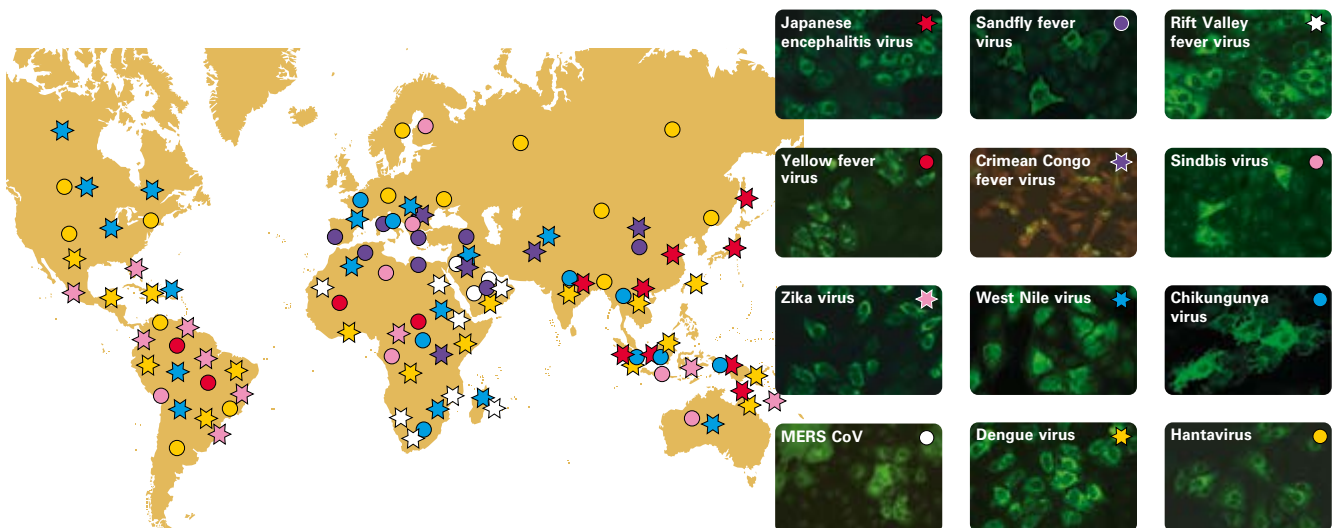 Japanese
encephalitis virus
Sandfly fever
virus
Rift Valley
fever virus
Yellow fever
virus
Crimean Congo
fever virus
Sindbis virus
Zika virus
West Nile virus
Chikungunya
virus
MERS CoV
Dengue virus
Hantavirus